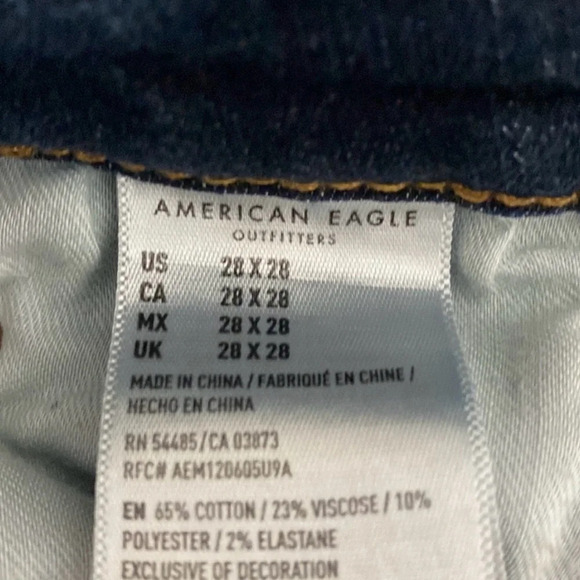 AMERICAN EAGLE
OUTFITTERS
US 28 X 28
CA 28 X 28
MX 28 X 28
UK 28 X 28
MADE IN CHINA / FABRIQUÉ EN CHINE /
HECHO EN CHINA
RN 54485/CA 03873
RFC# AEM120605U9A
EN 65% COTTON / 23% VISCOSE / 10%
POLYESTER / 2% ELASTANE
EXCLUSIVE OF DECORATION